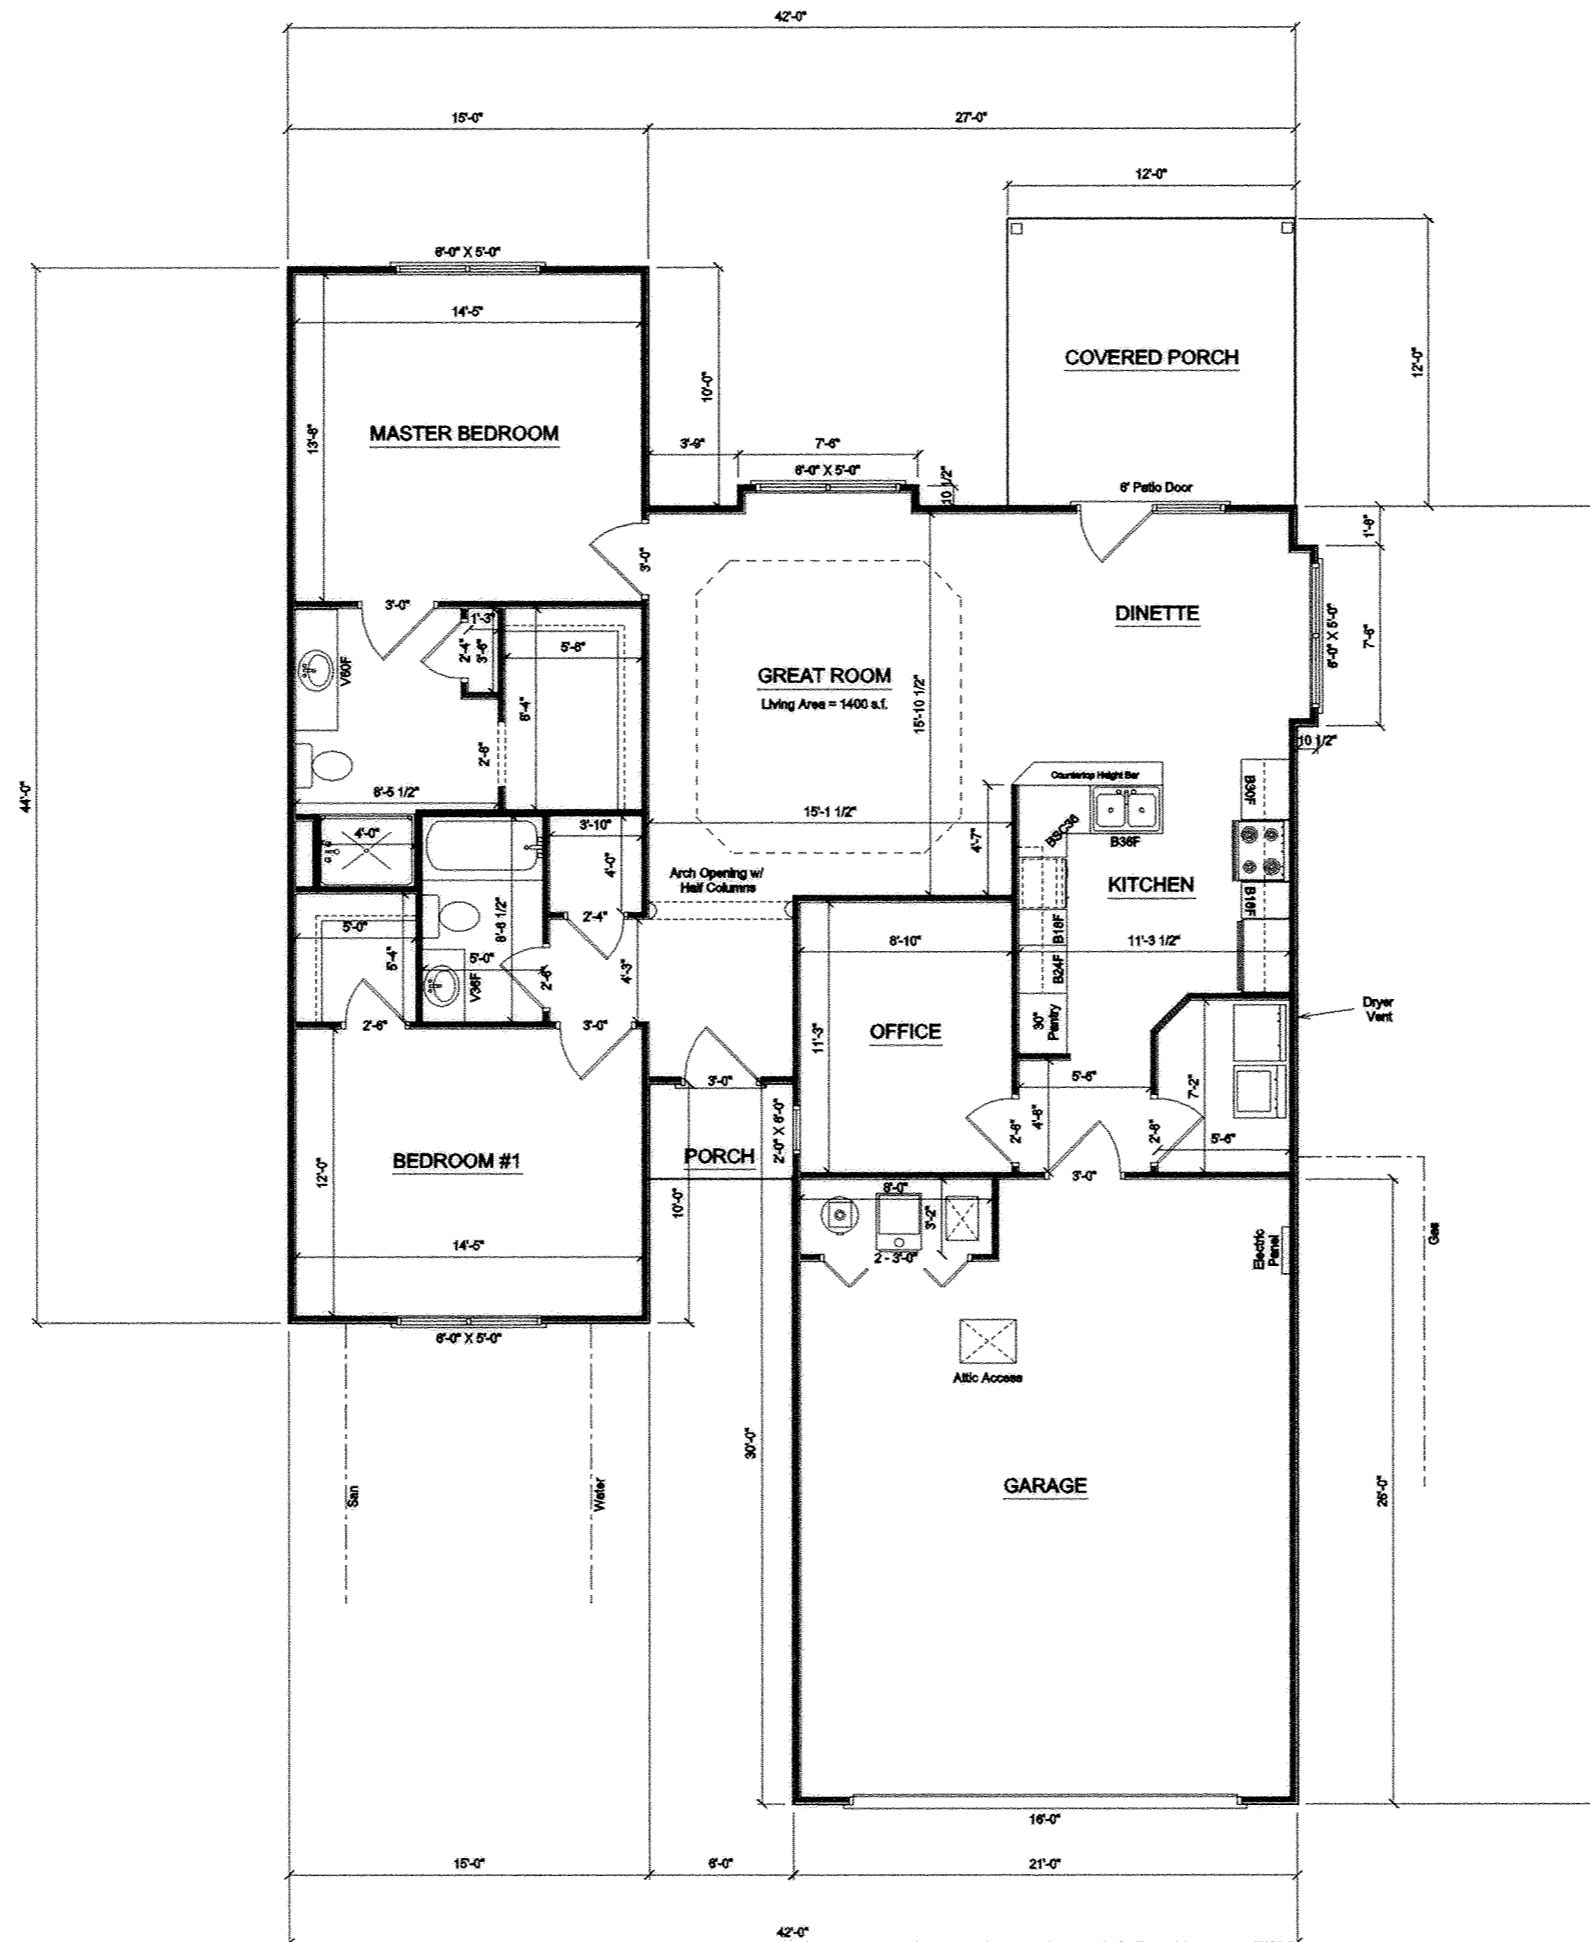 42'-0"
15'-0"
27'-0"
12'-0"
6'-0" X 5'-0"
14'-5"
COVERED PORCH
12'-0"
10'-0"
13'-8"
MASTER BEDROOM
3'-9"
7'-6"
6'-0" X 5'-0"
10 1/2"
6' Patio Door
1'-8"
3'-0"
3'-0"
1'-3"
2'-4"
3'-6"
5'-8"
DINETTE
6'-0" X 5'-0"
7'-6"
V60F
GREAT ROOM
Living Area = 1400 s.f.
15'-10 1/2"
8'-4"
2'-6"
10 1/2"
44'-0"
8'-5 1/2"
Countertop Height Bar
B30F
15'-1 1/2"
4'-0"
3'-10"
4'-7"
BSC36
B36F
4'-0"
Arch Opening w/
Half Columns
KITCHEN
B18F
2'-4"
8'-6 1/2"
5'-0"
5'-4"
5'-0"
V36F
2'-6"
4'-3"
8'-10"
B18F
11'-3 1/2"
B24F
30"
Pantry
Dryer
Vent
2'-6"
3'-0"
OFFICE
11'-3"
3'-0"
5'-6"
7'-2"
4'-8"
2'-0" X 6'-0"
2'-6"
2'-6"
5'-6"
BEDROOM #1
PORCH
12'-0"
3'-0"
8'-0"
3'-2"
10'-0"
14'-5"
2 - 3'-0"
Electric
Panel
Gas
6'-0" X 5'-0"
Attic Access
30'-0"
GARAGE
San
Water
26'-0"
16'-0"
15'-0"
6'-0"
21'-0"
42'-0"